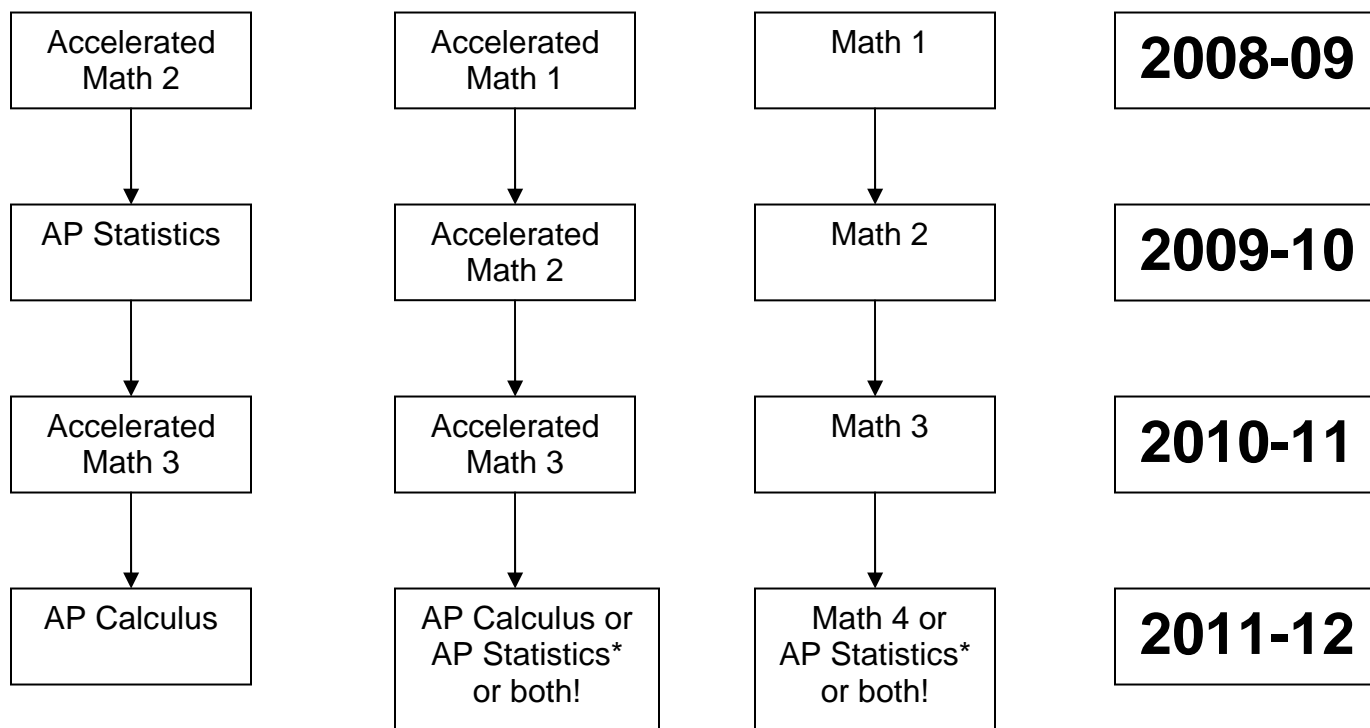 Accelerated
Math 2
Accelerated
Math 1
Math 1
2008-09
AP Statistics
Accelerated
Math 2
Math 2
2009-10
Accelerated
Math 3
Accelerated
Math 3
Math 3
2010-11
AP Calculus
AP Calculus or
AP Statistics*
or both!
Math 4 or
AP Statistics*
or both!
2011-12